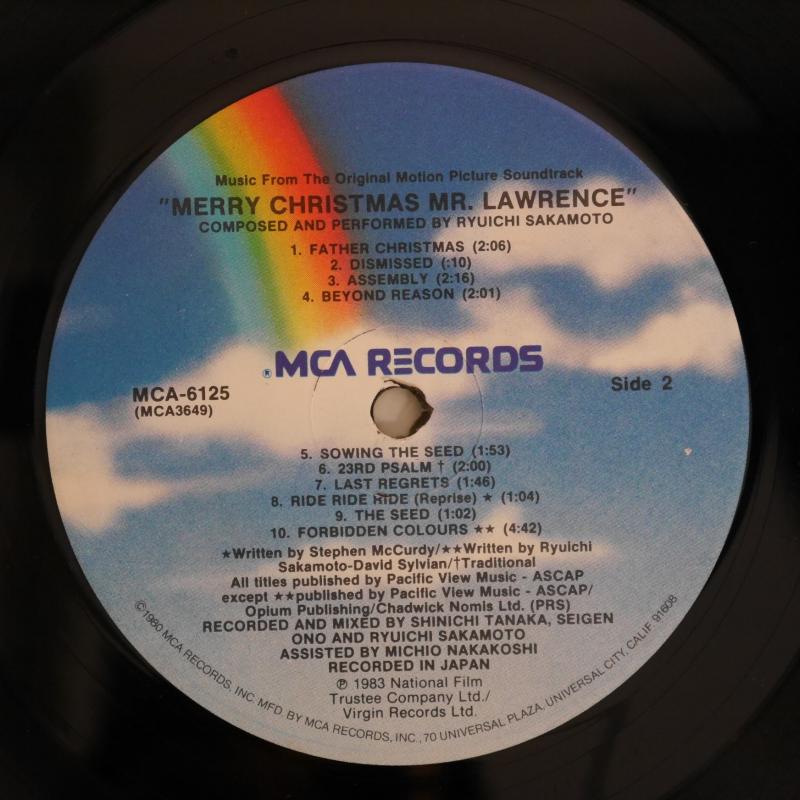 Music From The Original Motion Picture Soundtrack
"MERRY CHRISTMAS MR. LAWRENCE"
COMPOSED AND PERFORMED BY RYUICHI SAKAMOTO
1. FATHER CHRISTMAS (2:06)
2. DISMISSED (:10)
3. ASSEMBLY (2:16)
4. BEYOND REASON (2:01)
®MCA RECORDS
MCA-6125
(MCA3649)
Side 2
5. SOWING THE SEED (1:53)
6. 23RD PSALM † (2:00)
7. LAST REGRETS (1:46)
8. RIDE RIDE RIDE (Reprise) ★ (1:04)
9. THE SEED (1:02)
10. FORBIDDEN COLOURS ★★ (4:42)
★Written by Stephen McCurdy/★★Written by Ryuichi
Sakamoto-David Sylvian/†Traditional
All titles published by Pacific View Music - ASCAP
except ★★published by Pacific View Music - ASCAP/
Opium Publishing/Chadwick Nomis Ltd. (PRS)
RECORDED AND MIXED BY SHINICHI TANAKA, SEIGEN
ONO AND RYUICHI SAKAMOTO
ASSISTED BY MICHIO NAKAKOSHI
RECORDED IN JAPAN
℗ 1983 National Film
Trustee Company Ltd./
Virgin Records Ltd.
©1980 MCA RECORDS, INC. MFD. BY MCA RECORDS, INC., 70 UNIVERSAL PLAZA, UNIVERSAL CITY, CALIF. 91608